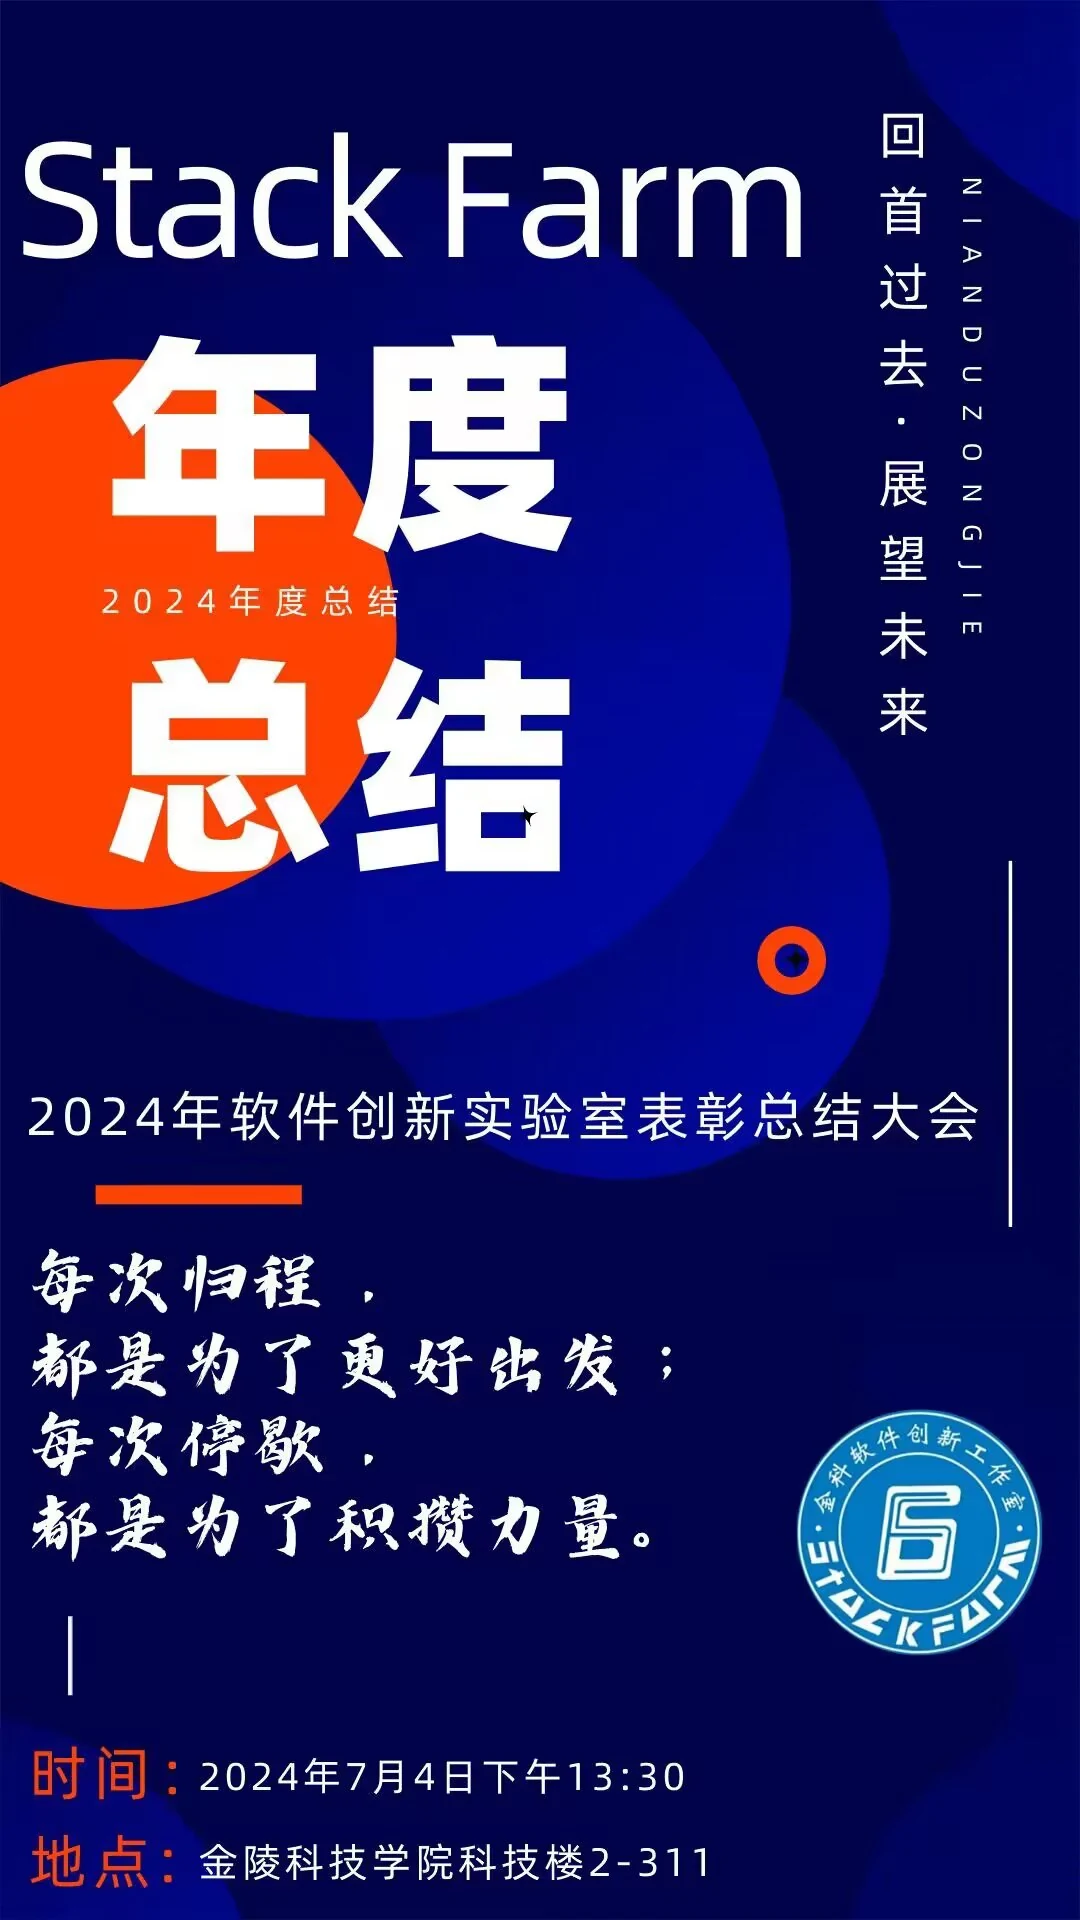 Stack Farm
年度
2024年度总结
总结
回首过去·展望未来
NIANDUZONGJIE
2024年软件创新实验室表彰总结大会
每次归程，
都是为了更好出发；
每次停歇，
都是为了积攒力量。
·金科软件创新工作室·
Stack Farm
时间：2024年7月4日下午13:30
地点：金陵科技学院科技楼2-311